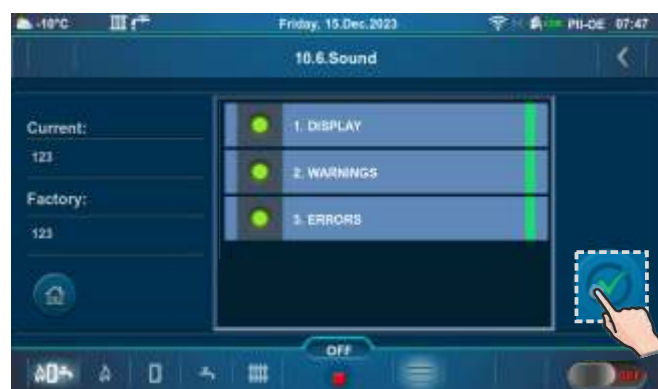 -10°C Friday, 15.Dec.2023 PII-OE 07:47
10.6.Sound
Current:
123
Factory:
123
1. DISPLAY
2. WARNINGS
3. ERRORS
OFF
OFF